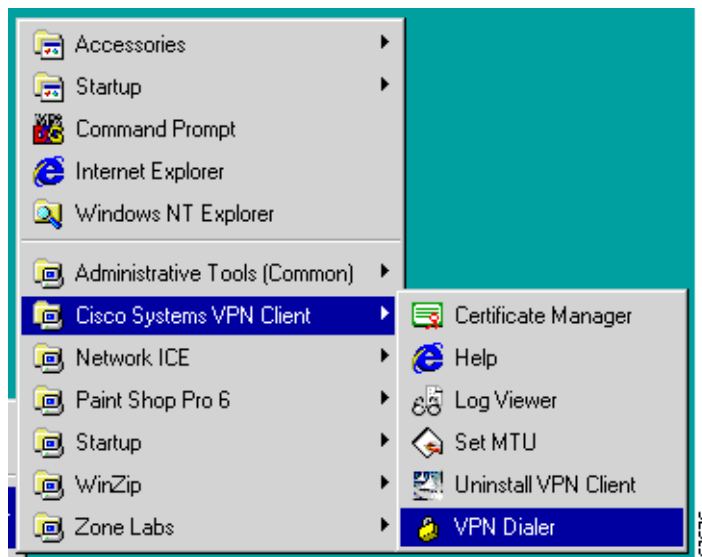 Accessories
Startup
Command Prompt
Internet Explorer
Windows NT Explorer
Administrative Tools (Common)
Cisco Systems VPN Client
Network ICE
Paint Shop Pro 6
Startup
WinZip
Zone Labs
Certificate Manager
Help
Log Viewer
Set MTU
Uninstall VPN Client
VPN Dialer